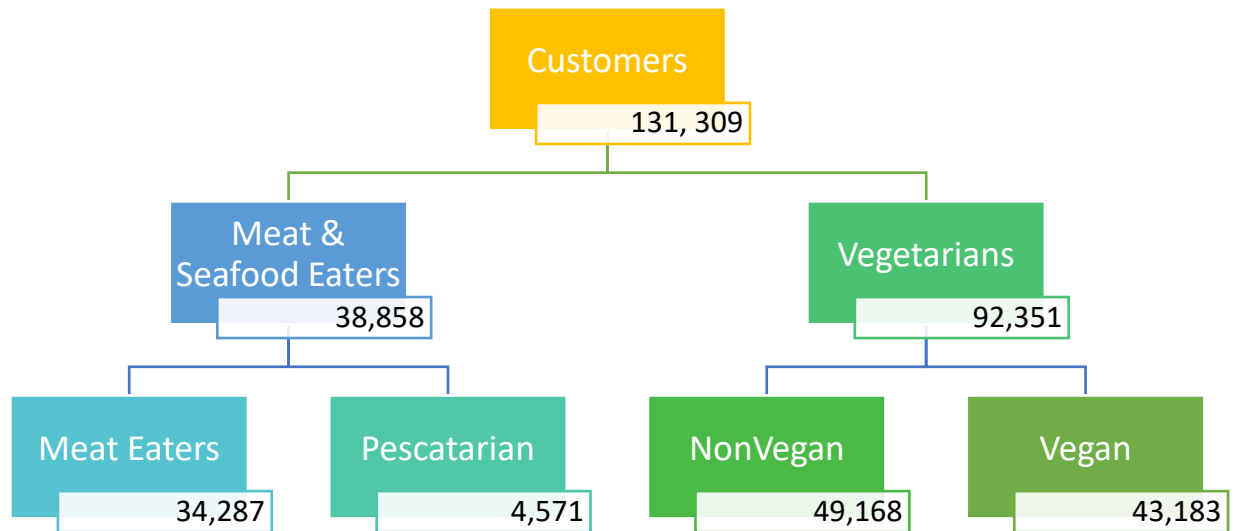 Customers
131, 309
Meat &
Seafood Eaters
38,858
Vegetarians
92,351
Meat Eaters
34,287
Pescatarian
4,571
NonVegan
49,168
Vegan
43,183